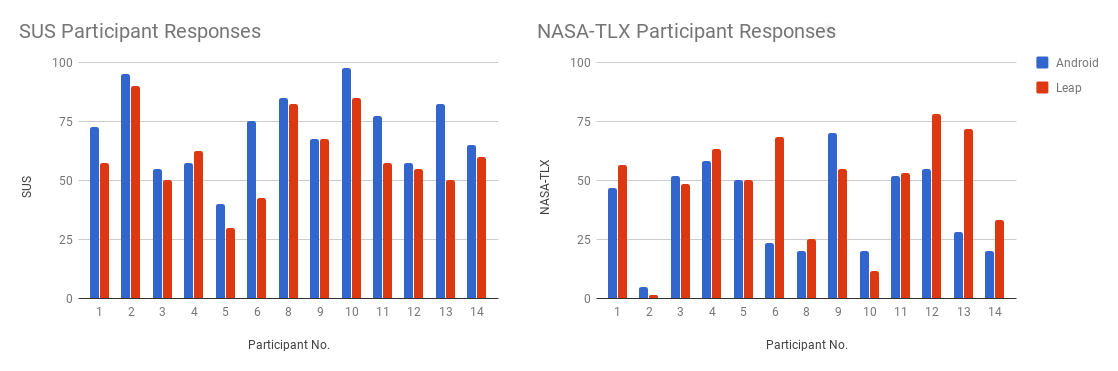 SUS Participant Responses
100
75
50
25
0
SUS
1 2 3 4 5 6 8 9 10 11 12 13 14
Participant No.
NASA-TLX Participant Responses
100
75
50
25
0
NASA-TLX
1 2 3 4 5 6 8 9 10 11 12 13 14
Participant No.
Android
Leap